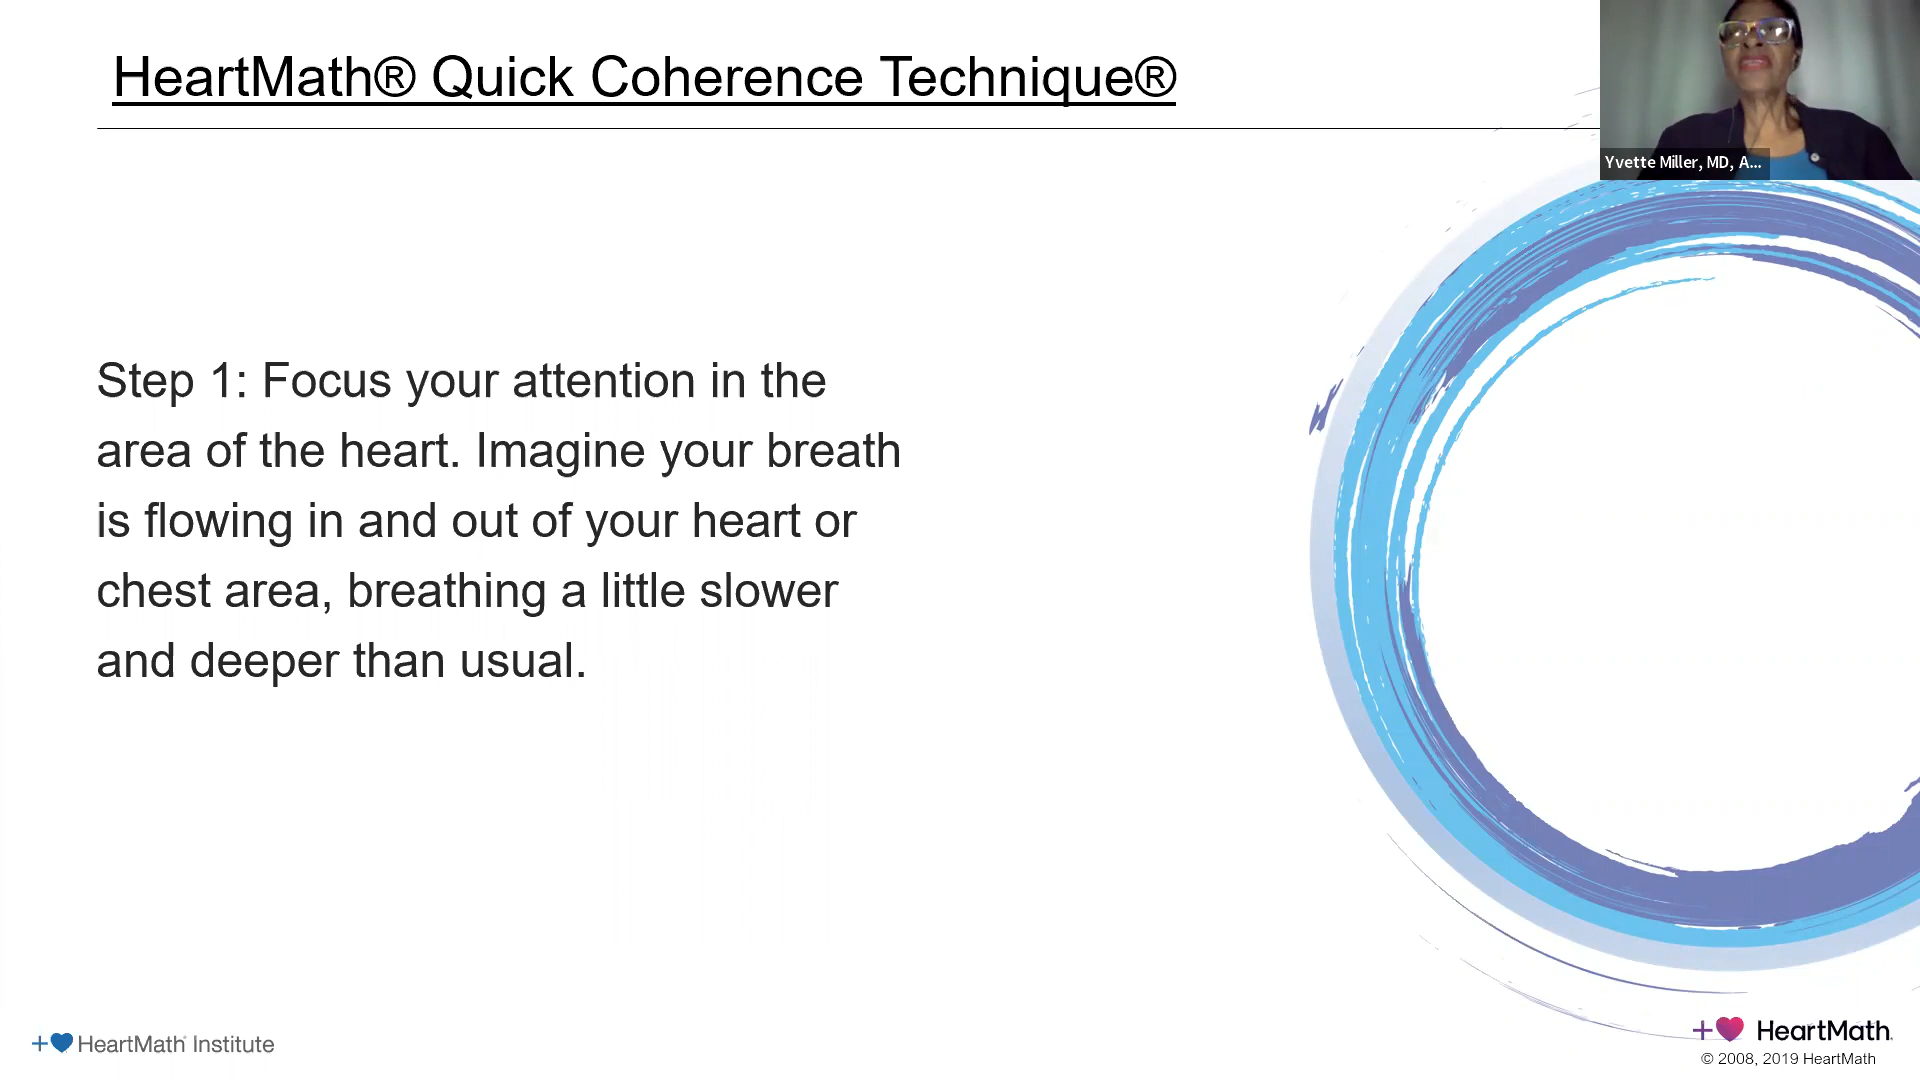 HeartMath® Quick Coherence Technique®
Yvette Miller, MD, A...
Step 1: Focus your attention in the
area of the heart. Imagine your breath
is flowing in and out of your heart or
chest area, breathing a little slower
and deeper than usual.
HeartMath Institute
HeartMath
© 2008, 2019 HeartMath